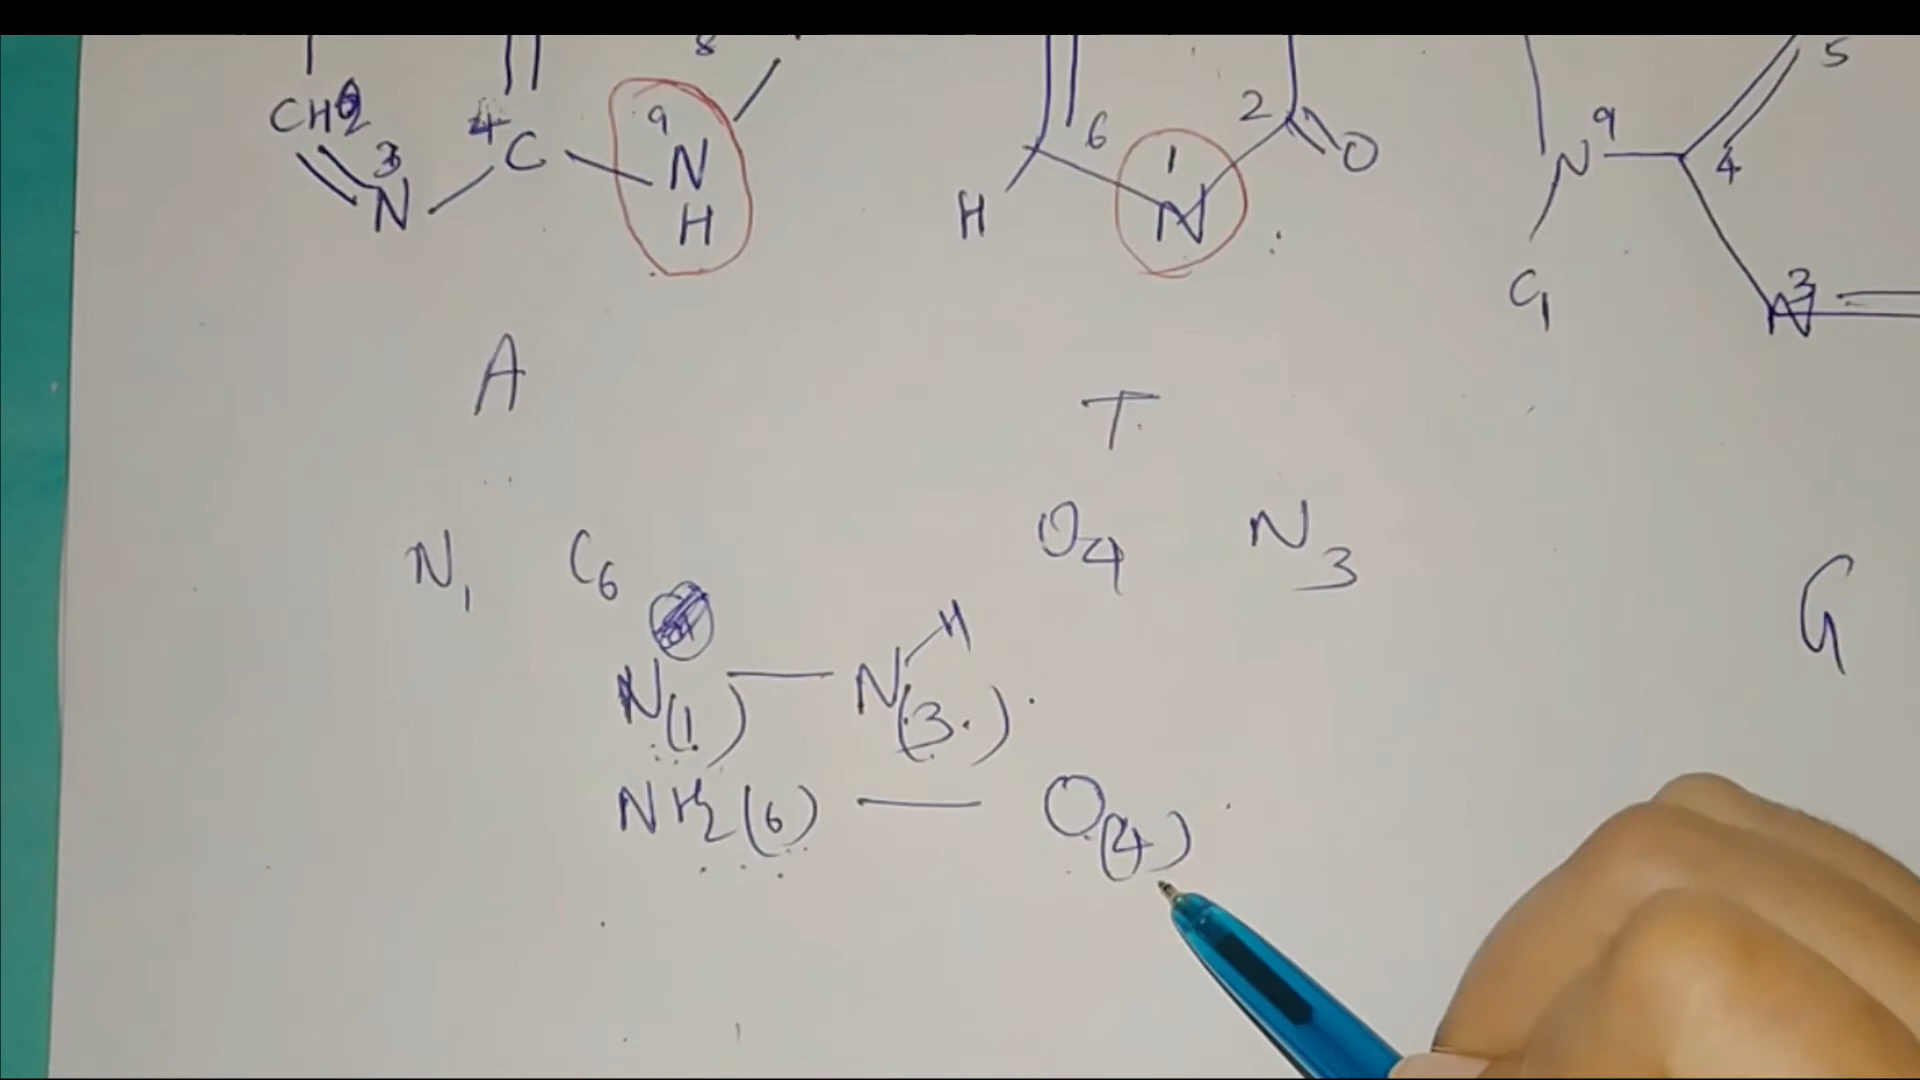 8 5
CH2 4 C 9 6 2 O 9
3 N N H 1 N N 4
H
C1 3 N
A T
N1 C6 O4 N3
G
H
N(1) — N(3)
NH2(6) — O(4)